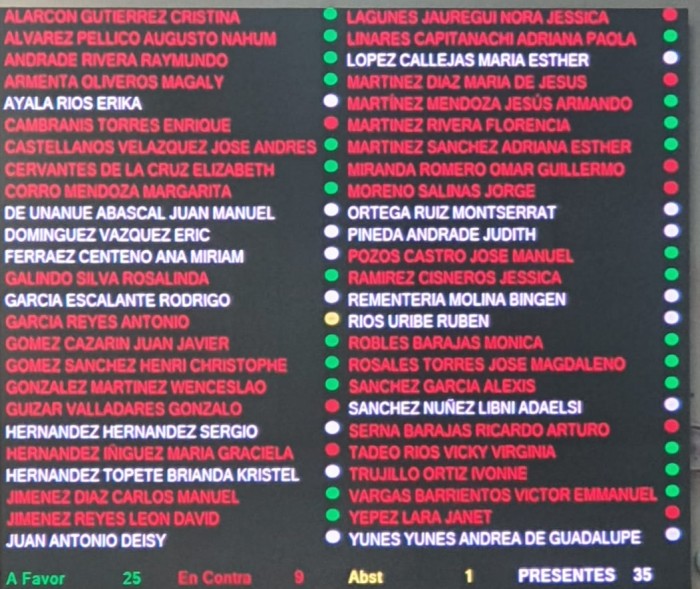 ALARCON GUTIERREZ CRISTINA
ALVAREZ PELLICO AUGUSTO NAHUM
ANDRADE RIVERA RAYMUNDO
ARMENTA OLIVEROS MAGALY
AYALA RIOS ERIKA
CAMBRANIS TORRES ENRIQUE
CASTELLANOS VELAZQUEZ JOSE ANDRES
CERVANTES DE LA CRUZ ELIZABETH
CORRO MENDOZA MARGARITA
DE UNANUE ABASCAL JUAN MANUEL
DOMINGUEZ VAZQUEZ ERIC
FERRAEZ CENTENO ANA MIRIAM
GALINDO SILVA ROSALINDA
GARCIA ESCALANTE RODRIGO
GARCIA REYES ANTONIO
GOMEZ CAZARIN JUAN JAVIER
GOMEZ SANCHEZ HENRI CHRISTOPHE
GONZALEZ MARTINEZ WENCESLAO
GUIZAR VALLADARES GONZALO
HERNANDEZ HERNANDEZ SERGIO
HERNANDEZ IÑIGUEZ MARIA GRACIELA
HERNANDEZ TOPETE BRIANDA KRISTEL
JIMENEZ DIAZ CARLOS MANUEL
JIMENEZ REYES LEON DAVID
JUAN ANTONIO DEISY
LAGUNES JAUREGUI NORA JESSICA
LINARES CAPITANACHI ADRIANA PAOLA
LOPEZ CALLEJAS MARIA ESTHER
MARTINEZ DIAZ MARIA DE JESUS
MARTÍNEZ MENDOZA JESÚS ARMANDO
MARTINEZ RIVERA FLORENCIA
MARTINEZ SANCHEZ ADRIANA ESTHER
MIRANDA ROMERO OMAR GUILLERMO
MORENO SALINAS JORGE
ORTEGA RUIZ MONTSERRAT
PINEDA ANDRADE JUDITH
POZOS CASTRO JOSE MANUEL
RAMIREZ CISNEROS JESSICA
REMENTERIA MOLINA BINGEN
RIOS URIBE RUBEN
ROBLES BARAJAS MONICA
ROSALES TORRES JOSE MAGDALENO
SANCHEZ GARCIA ALEXIS
SANCHEZ NUÑEZ LIBNI ADAELSI
SERNA BARAJAS RICARDO ARTURO
TADEO RIOS VICKY VIRGINIA
TRUJILLO ORTIZ IVONNE
VARGAS BARRIENTOS VICTOR EMMANUEL
YEPEZ LARA JANET
YUNES YUNES ANDREA DE GUADALUPE
A Favor 25 En Contra 9 Abst 1 PRESENTES 35